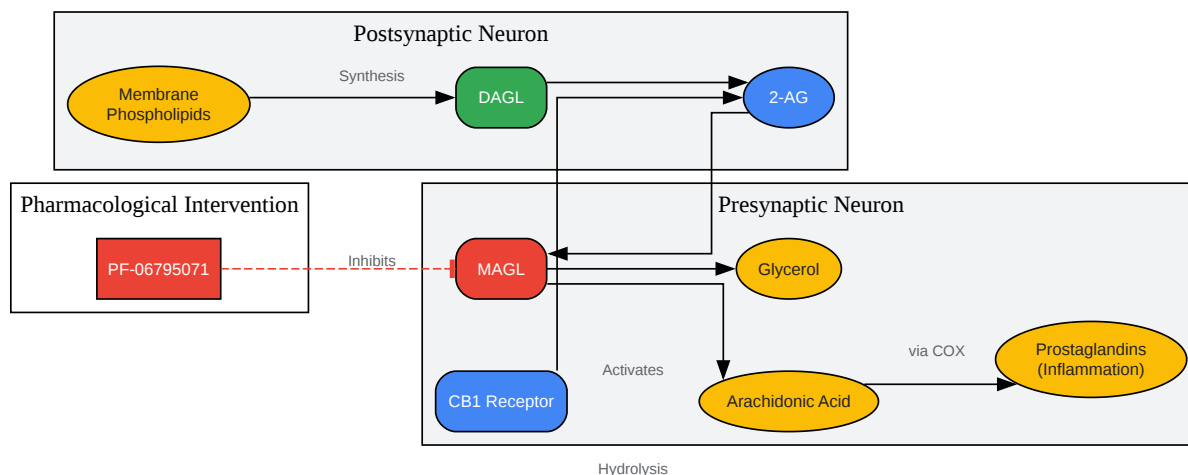 Postsynaptic Neuron
Synthesis
Membrane
Phospholipids
DAGL
2-AG
Pharmacological Intervention
Presynaptic Neuron
PF-06795071
Inhibits
MAGL
Glycerol
via COX
Prostaglandins
(Inflammation)
Activates
CB1 Receptor
Arachidonic Acid
Hydrolysis